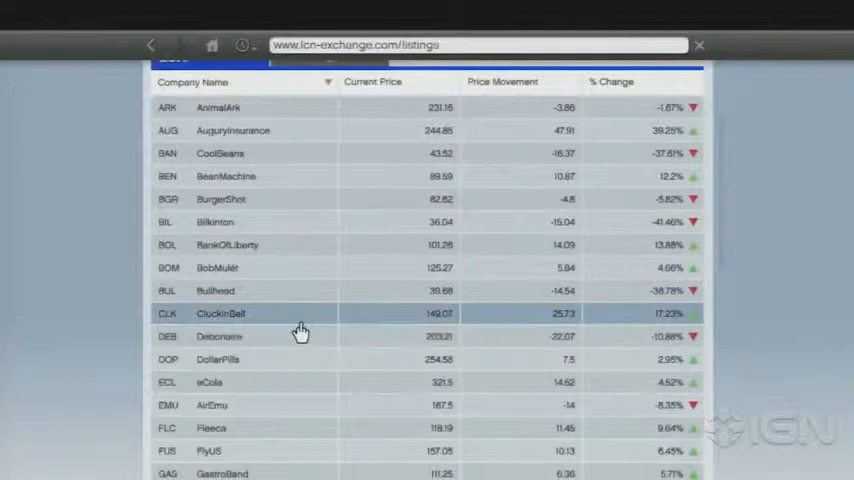 www.lcn-exchange.com/listings
Company Name Current Price Price Movement % Change
ARK AnimalArk 231.16 -3.86 -1.67%
AUG AuguryInsurance 244.85 47.91 39.25%
BAN CoolBeans 43.52 -16.37 -37.61%
BEN BeanMachine 89.59 10.87 12.2%
BGR BurgerShot 82.62 -4.8 -5.82%
BIL Bilkinton 36.04 -15.04 -41.46%
BOL BankOfLiberty 101.26 14.09 13.88%
BOM BobMulét 125.27 5.84 4.66%
BUL Bullhead 39.68 -14.54 -38.78%
CLK CluckinBell 149.07 25.73 17.23%
DEB Debonaire 203.21 -22.07 -10.88%
DOP DollarPills 254.58 7.5 2.95%
ECL eCola 321.5 14.52 4.52%
EMU AirEmu 167.5 -14 -8.35%
FLC Fleeca 118.19 11.45 9.64%
FUS FlyUS 157.05 10.13 6.45%
GAS GastroBand 111.25 6.36 5.71%
IGN